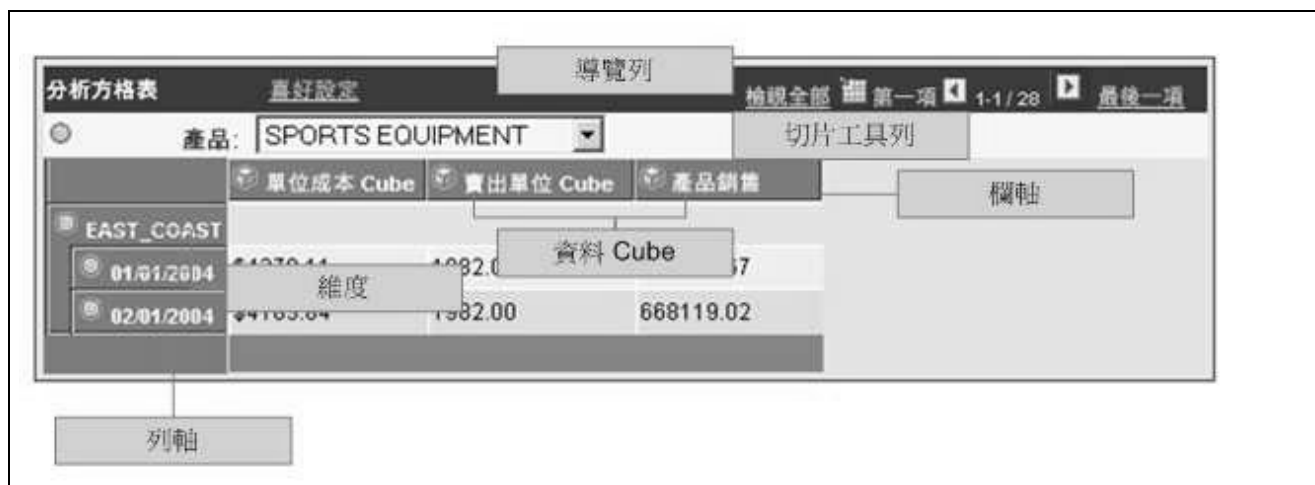 導覽列
分析方格表 喜好設定 檢視全部 第一項 1-1 / 28 最後一項
產品: SPORTS EQUIPMENT 切片工具列
單位成本 Cube 賣出單位 Cube 產品銷售
欄軸
EAST_COAST
資料 Cube
01/01/2004
維度
02/01/2004 1982.00 668119.02
列軸